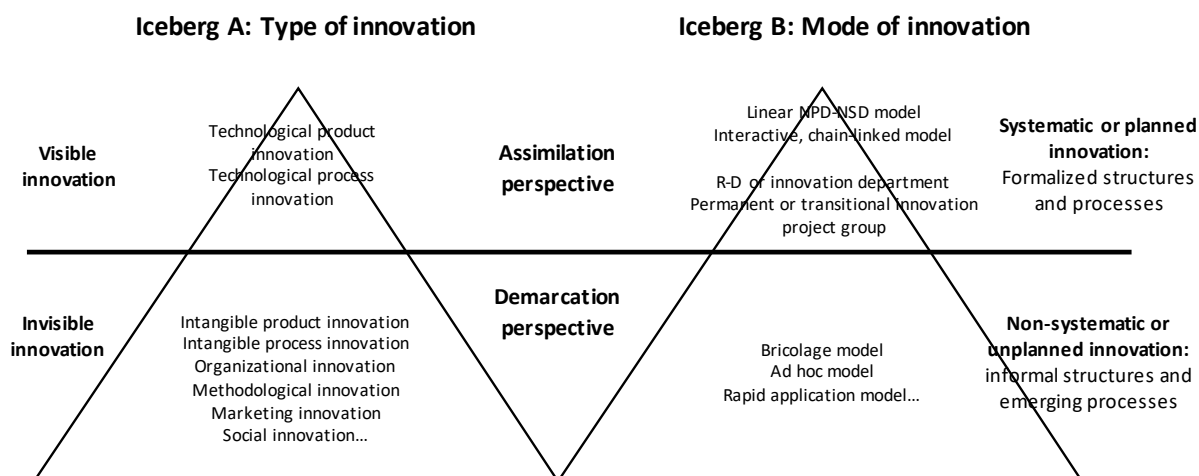 Iceberg A: Type of innovation
Iceberg B: Mode of innovation
Visible
innovation
Technological product
innovation
Technological process
innovation
Assimilation
perspective
Linear NPD-NSD model
Interactive, chain-linked model
R-D or innovation department
Permanent or transitional innovation
project group
Systematic or planned
innovation:
Formalized structures
and processes
Invisible
innovation
Intangible product innovation
Intangible process innovation
Organizational innovation
Methodological innovation
Marketing innovation
Social innovation…
Demarcation
perspective
Bricolage model
Ad hoc model
Rapid application model…
Non-systematic or
unplanned innovation:
informal structures and
emerging processes